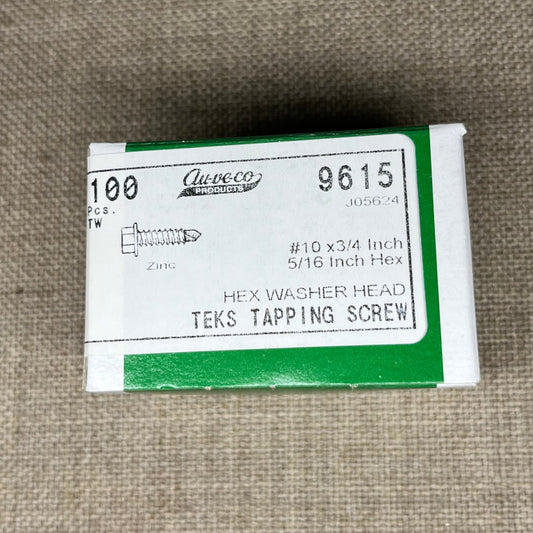 100
Pcs.
TW
Au-ve-co
PRODUCTS
9615
J05624
Zinc
#10 x3/4 Inch
5/16 Inch Hex
HEX WASHER HEAD
TEKS TAPPING SCREW